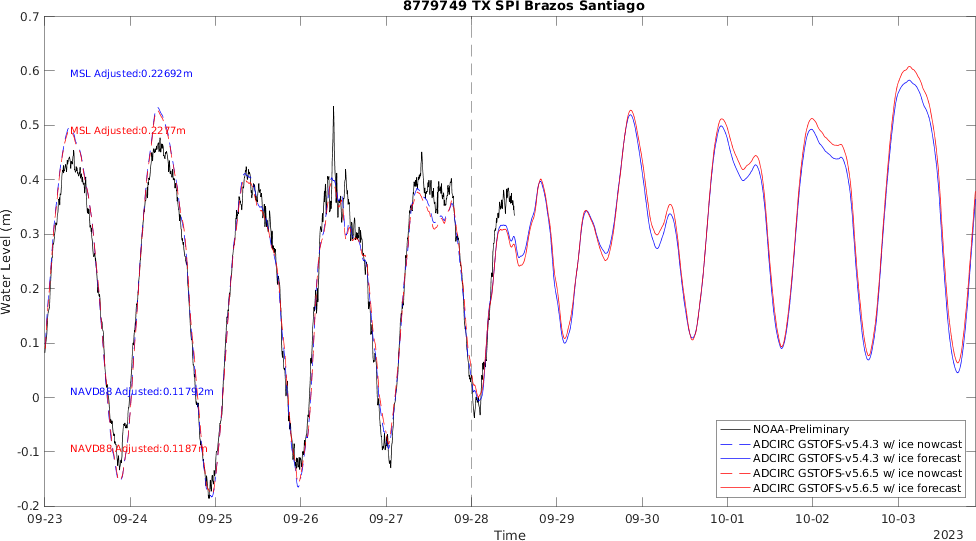 8779749 TX SPI Brazos Santiago
0.7
0.6
0.5
0.4
0.3
0.2
0.1
0
-0.1
-0.2
Water Level (m)
MSL Adjusted:0.22692m
MSL Adjusted:0.2277m
NAVD88 Adjusted:0.11792m
NAVD88 Adjusted:0.1187m
NOAA-Preliminary
ADCIRC GSTOFS-v5.4.3 w/ ice nowcast
ADCIRC GSTOFS-v5.4.3 w/ ice forecast
ADCIRC GSTOFS-v5.6.5 w/ ice nowcast
ADCIRC GSTOFS-v5.6.5 w/ ice forecast
09-23 09-24 09-25 09-26 09-27 09-28 09-29 09-30 10-01 10-02 10-03
Time
2023